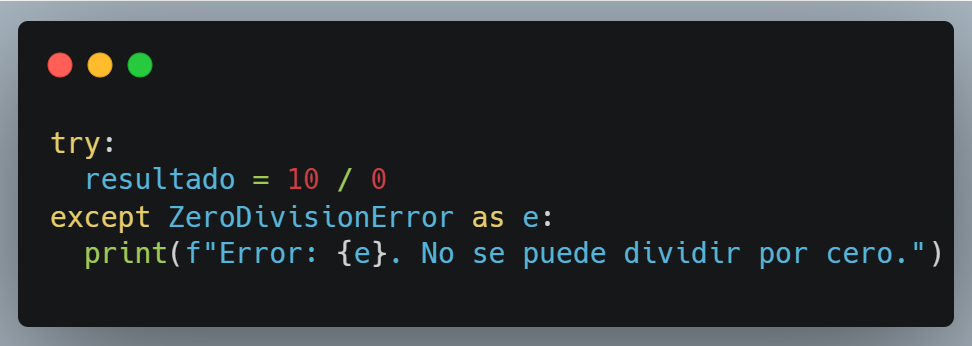 try:
  resultado = 10 / 0
except ZeroDivisionError as e:
  print(f"Error: {e}. No se puede dividir por cero.")